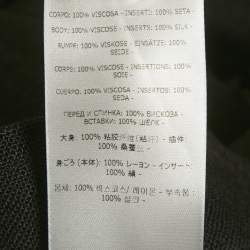 CORPO: 100% VISCOSA - INSERTS: 100% SETA -
BODY: 100% VISCOSE - INSERTS: 100% SILK -
RUMPF: 100% VISKOSE - EINSÄTZE: 100% SEIDE -
CORPS: 100% VISCOSE - INSERTIONS: 100% SOIE -
CUERPO: 100% VISCOSA - INSERTOS: 100% SEDA -
ПЕРЕД И СПИНКА: 100% ВИСКОЗА -
ВСТАВКИ: 100% ШЕЛК -
大身: 100% 粘胶纤维(粘纤) - 插件:
100% 桑蚕丝 -
身ごろ(本体): 100% レーヨン - インサート:
100% 絹 -
몸체: 100% 비스코스/ 레이온 - 부속품:
100% 실크 -